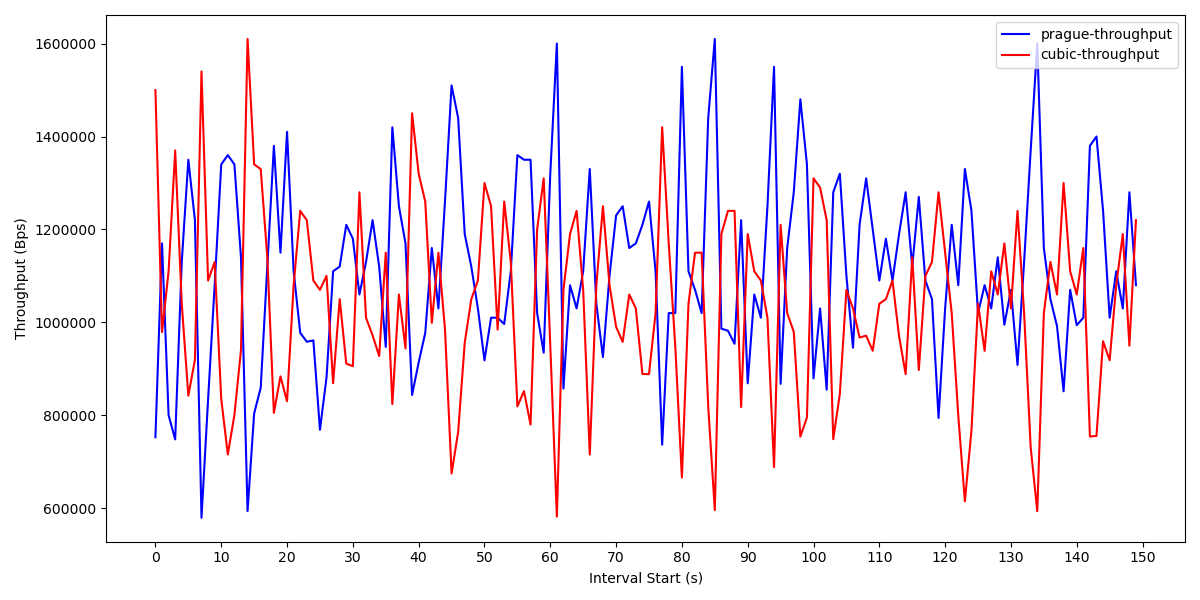 prague-throughput
cubic-throughput
Throughput (Bps)
1600000
1400000
1200000
1000000
800000
600000
0 10 20 30 40 50 60 70 80 90 100 110 120 130 140 150
Interval Start (s)